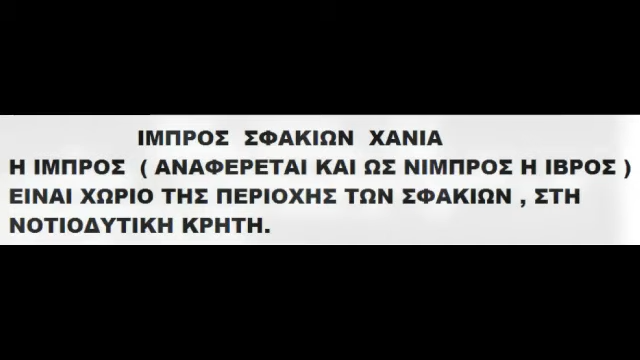 ΙΜΠΡΟΣ ΣΦΑΚΙΩΝ ΧΑΝΙΑ
Η ΙΜΠΡΟΣ ( ΑΝΑΦΕΡΕΤΑΙ ΚΑΙ ΩΣ ΝΙΜΠΡΟΣ Η ΙΒΡΟΣ )
ΕΙΝΑΙ ΧΩΡΙΟ ΤΗΣ ΠΕΡΙΟΧΗΣ ΤΩΝ ΣΦΑΚΙΩΝ , ΣΤΗ
ΝΟΤΙΟΔΥΤΙΚΗ ΚΡΗΤΗ.